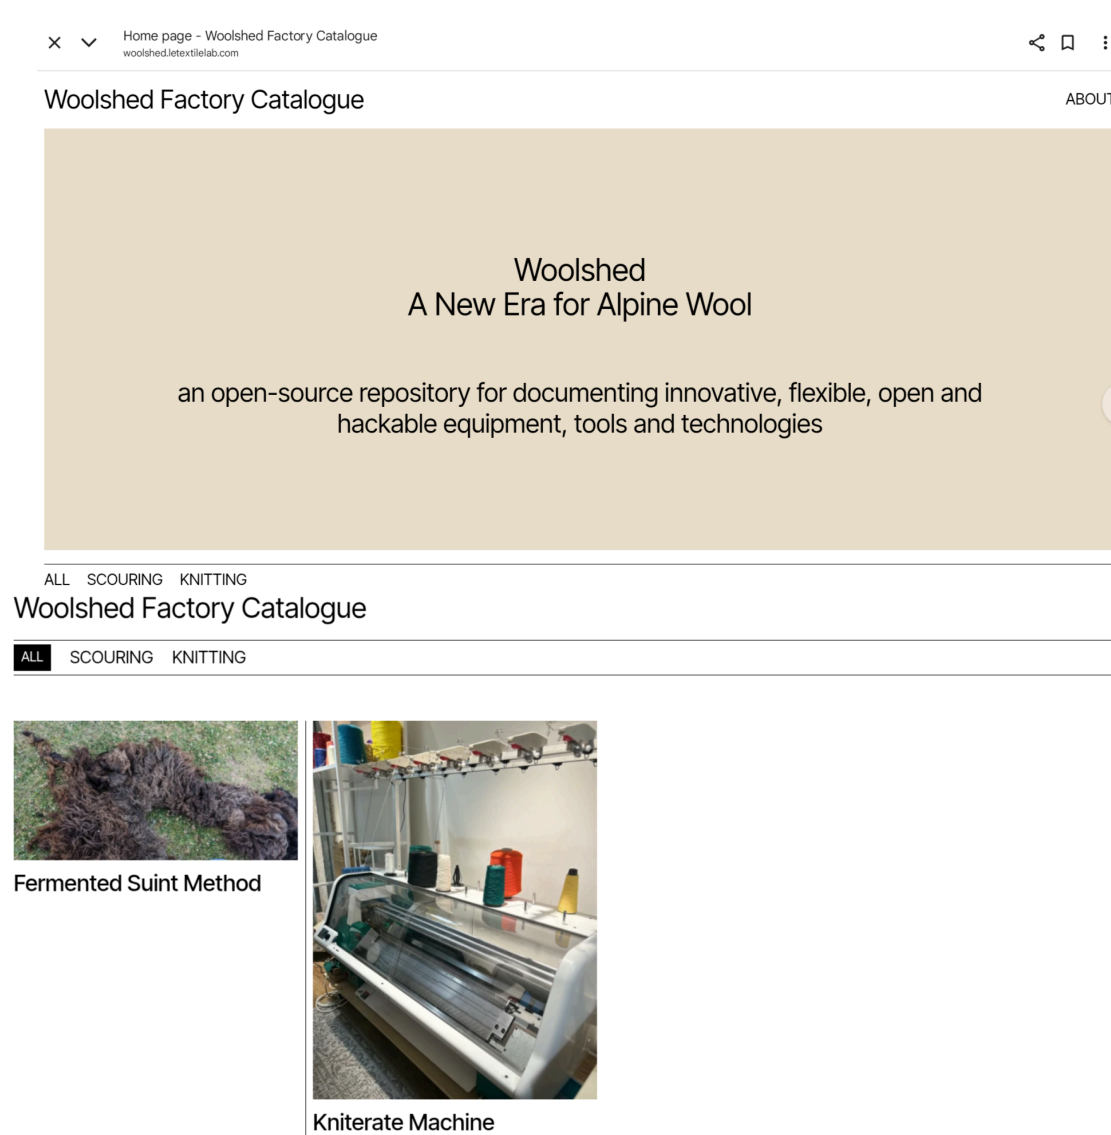 Home page - Woolshed Factory Catalogue
woolshed.letextilelab.com
Woolshed Factory Catalogue
ABOUT
Woolshed
A New Era for Alpine Wool
an open-source repository for documenting innovative, flexible, open and
hackable equipment, tools and technologies
ALL SCOURING KNITTING
Woolshed Factory Catalogue
ALL SCOURING KNITTING
Fermented Suint Method
Kniterate Machine